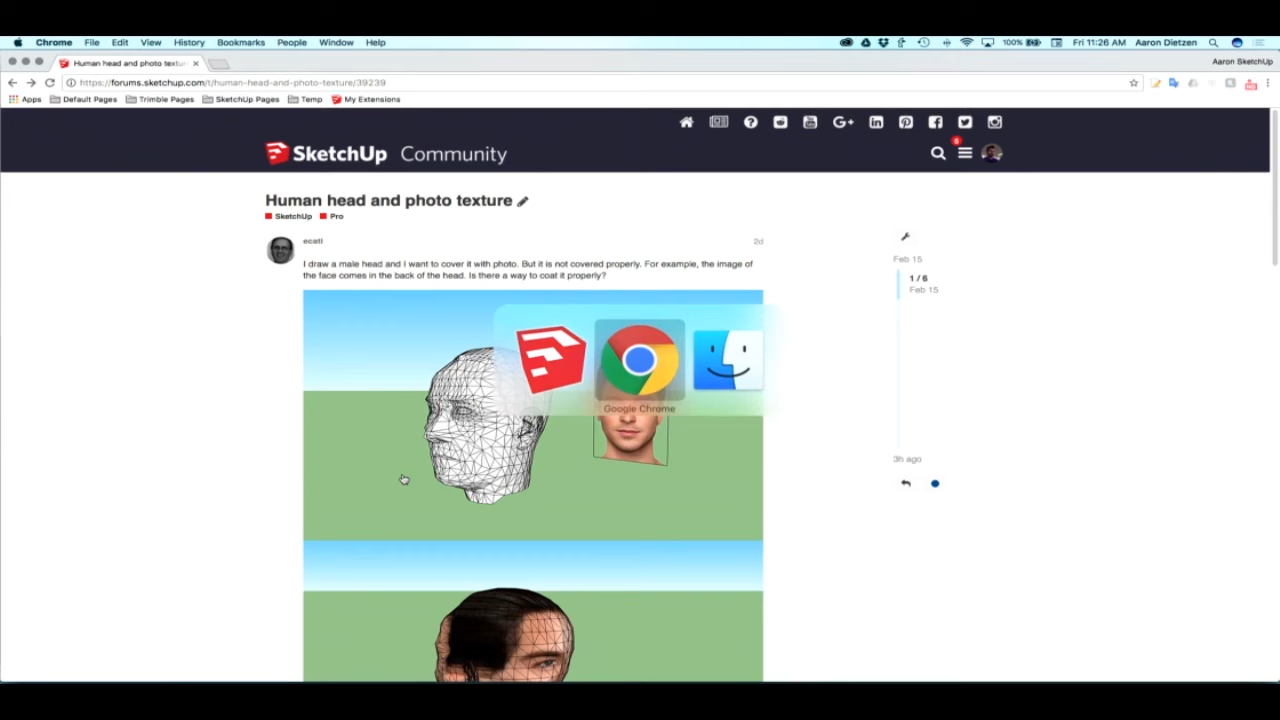 Chrome File Edit View History Bookmarks People Window Help 100% Fri 11:26 AM Aaron Dietzen
Human head and photo textur Aaron SketchUp
https://forums.sketchup.com/t/human-head-and-photo-texture/39239
Apps Default Pages Trimble Pages SketchUp Pages Temp My Extensions
SketchUp Community
6
Human head and photo texture
SketchUp Pro
ecati 2d
I draw a male head and I want to cover it with photo. But it is not covered properly. For example, the image of
the face comes in the back of the head. Is there a way to coat it properly?
Feb 15
1 / 6
Feb 15
Google Chrome
3h ago